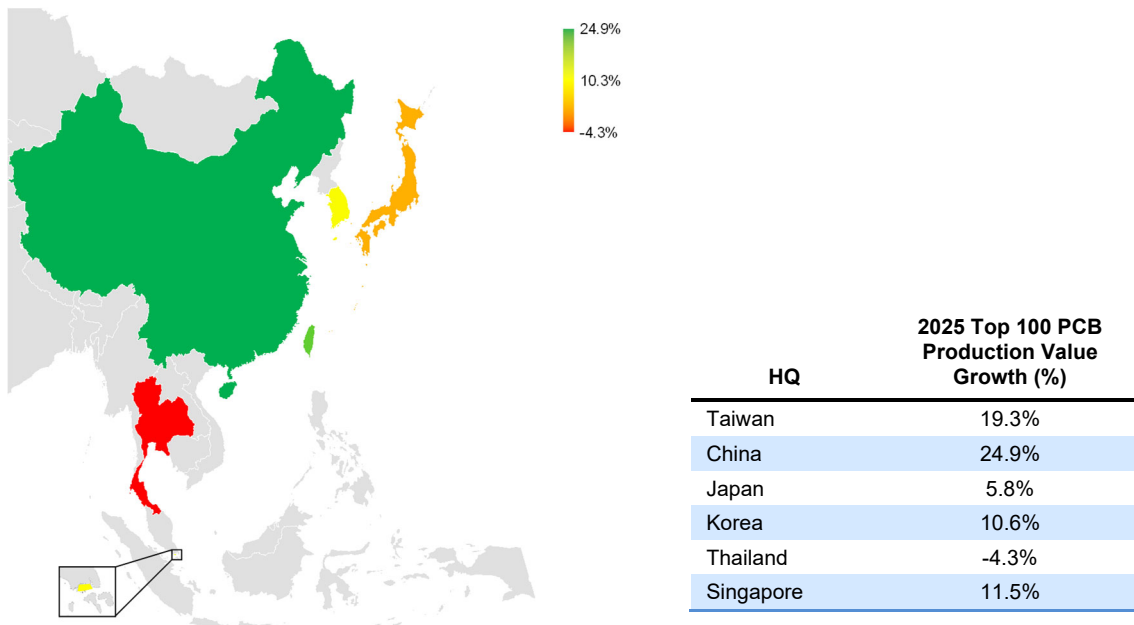 24.9%
10.3%
-4.3%
2025 Top 100 PCB
Production Value
HQ Growth (%)
Taiwan 19.3%
China 24.9%
Japan 5.8%
Korea 10.6%
Thailand -4.3%
Singapore 11.5%